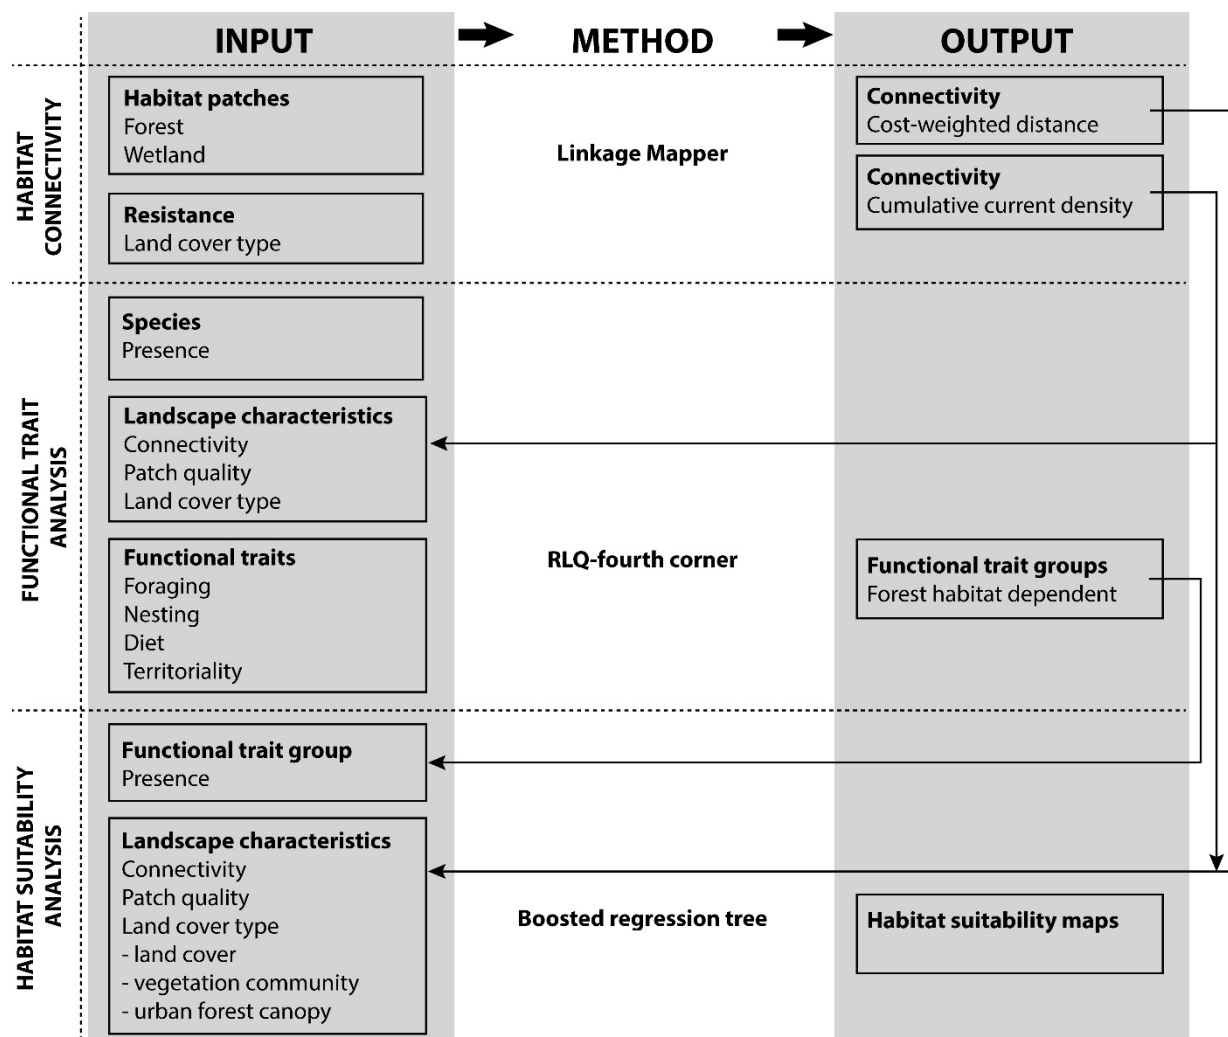 INPUT
METHOD
OUTPUT
HABITAT
CONNECTIVITY
Habitat patches
Forest
Wetland
Resistance
Land cover type
Linkage Mapper
Connectivity
Cost-weighted distance
Connectivity
Cumulative current density
FUNCTIONAL TRAIT
ANALYSIS
Species
Presence
Landscape characteristics
Connectivity
Patch quality
Land cover type
Functional traits
Foraging
Nesting
Diet
Territoriality
RLQ-fourth corner
Functional trait groups
Forest habitat dependent
HABITAT SUITABILITY
ANALYSIS
Functional trait group
Presence
Landscape characteristics
Connectivity
Patch quality
Land cover type
- land cover
- vegetation community
- urban forest canopy
Boosted regression tree
Habitat suitability maps